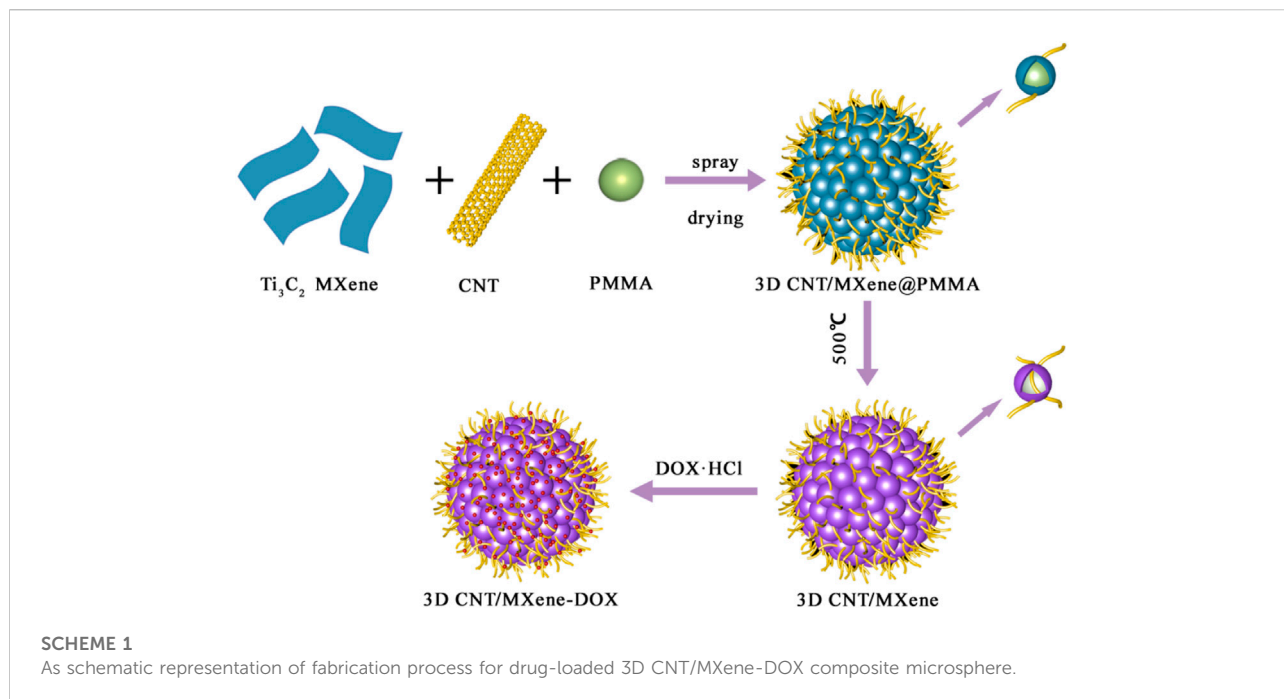 spray
drying
Ti₃C₂ MXene
CNT
PMMA
3D CNT/MXene@PMMA
500℃
DOX·HCl
3D CNT/MXene-DOX
3D CNT/MXene
SCHEME 1
As schematic representation of fabrication process for drug-loaded 3D CNT/MXene-DOX composite microsphere.